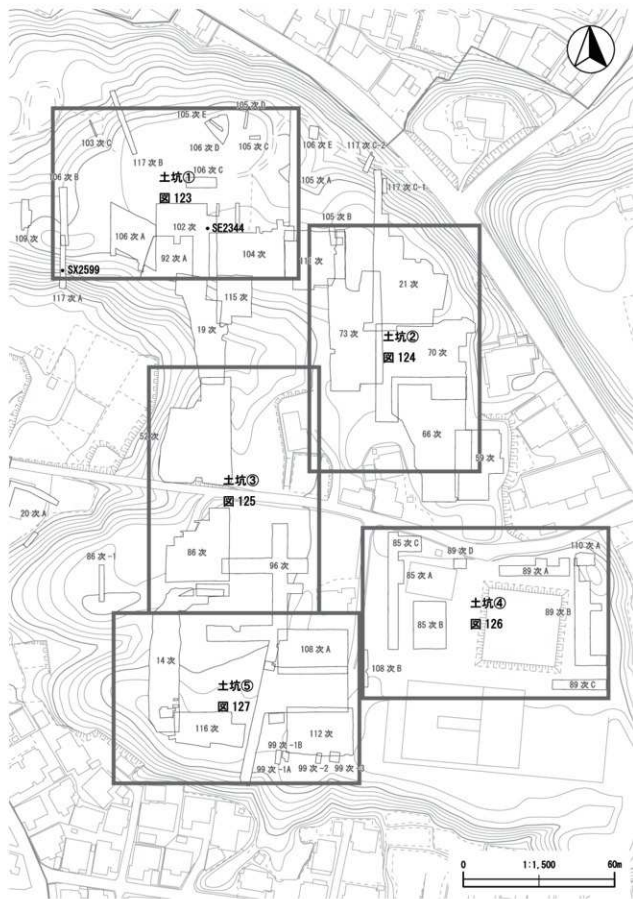 105 次 D
105 次 E
103 次 C
106 次 D
105 次 C
106 次 E
117 次 C-2
117 次 B
106 次 C
105 次 A
117 次 C-1
106 次 B
土坑①
図 123
105 次 B
109 次
106 次 A
102 次
SE2344
92 次 A
104 次
SX2599
117 次 A
115 次
21 次
19 次
73 次
土坑②
図 124
70 次
66 次
52 次
土坑③
図 125
20 次 A
86 次 -1
86 次
96 次
85 次 C
89 次 D
110 次 A
85 次 A
89 次 A
土坑④
図 126
85 次 B
89 次 B
108 次 B
89 次 C
14 次
108 次 A
土坑⑤
図 127
116 次
112 次
99 次 -1B
99 次 -1A
99 次 -2
99 次 -3
0
1:1,500
60m